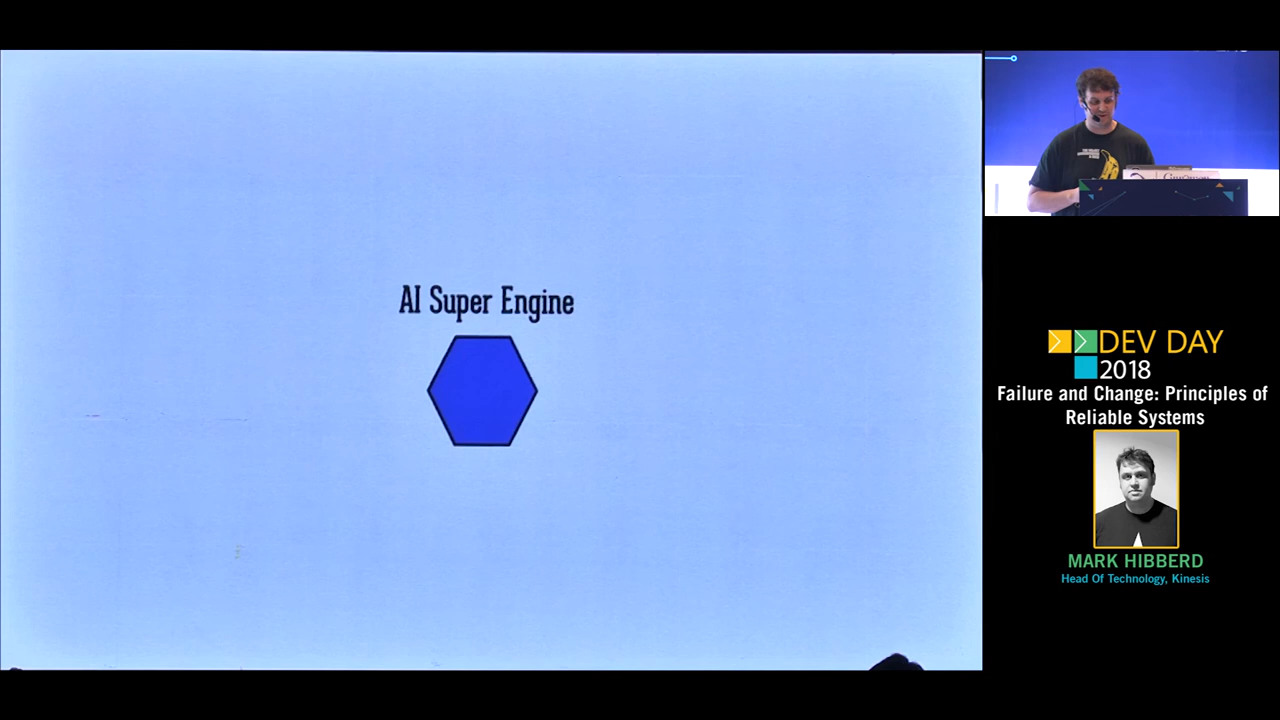 AI Super Engine
DEV DAY
2018
Failure and Change: Principles of
Reliable Systems
MARK HIBBERD
Head Of Technology, Kinesis